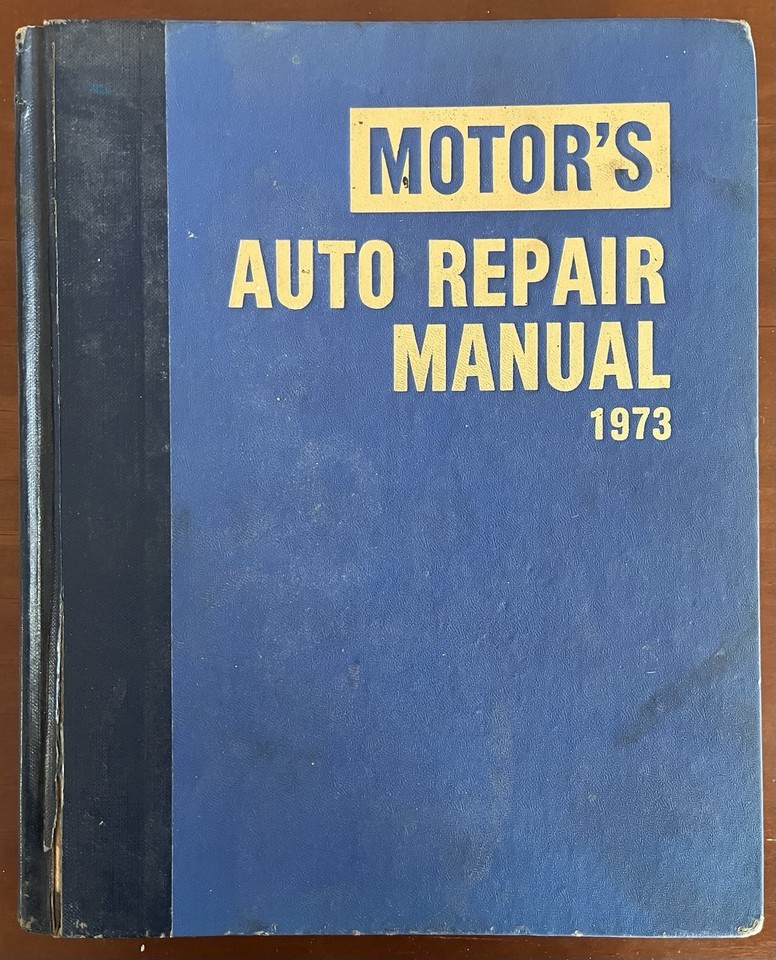 MOTOR'S
AUTO REPAIR
MANUAL
1973